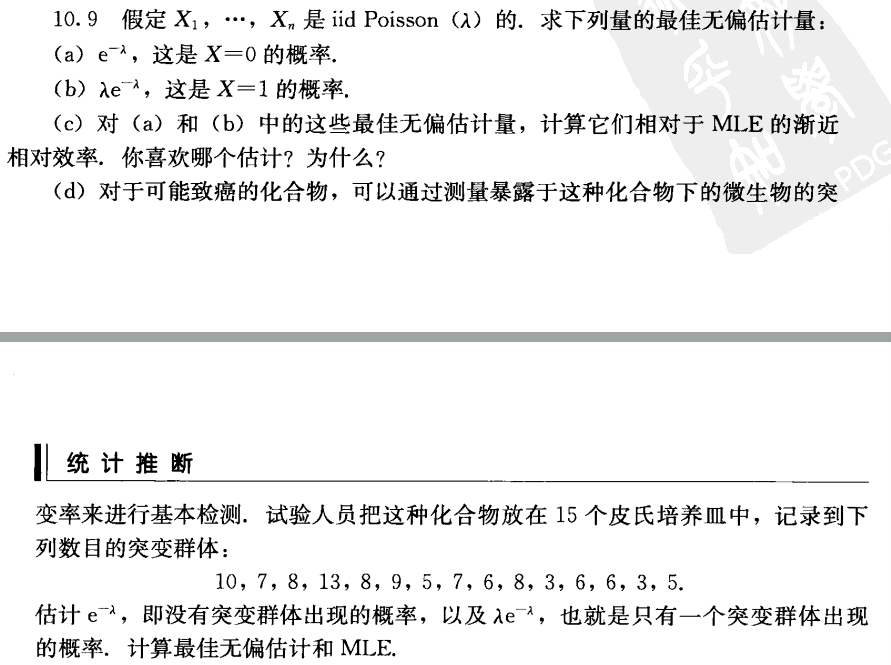 10.9 假定 X₁，…，Xₙ 是 iid Poisson（λ）的. 求下列量的最佳无偏估计量：
（a）e⁻λ，这是 X＝0 的概率.
（b）λe⁻λ，这是 X＝1 的概率.
（c）对（a）和（b）中的这些最佳无偏估计量，计算它们相对于 MLE 的渐近
相对效率. 你喜欢哪个估计？为什么？
（d）对于可能致癌的化合物，可以通过测量暴露于这种化合物下的微生物的突
PDG
统计推断
变率来进行基本检测. 试验人员把这种化合物放在 15 个皮氏培养皿中，记录到下
列数目的突变群体：
10，7，8，13，8，9，5，7，6，8，3，6，6，3，5.
估计 e⁻λ，即没有突变群体出现的概率，以及 λe⁻λ，也就是只有一个突变群体出现
的概率. 计算最佳无偏估计和 MLE.